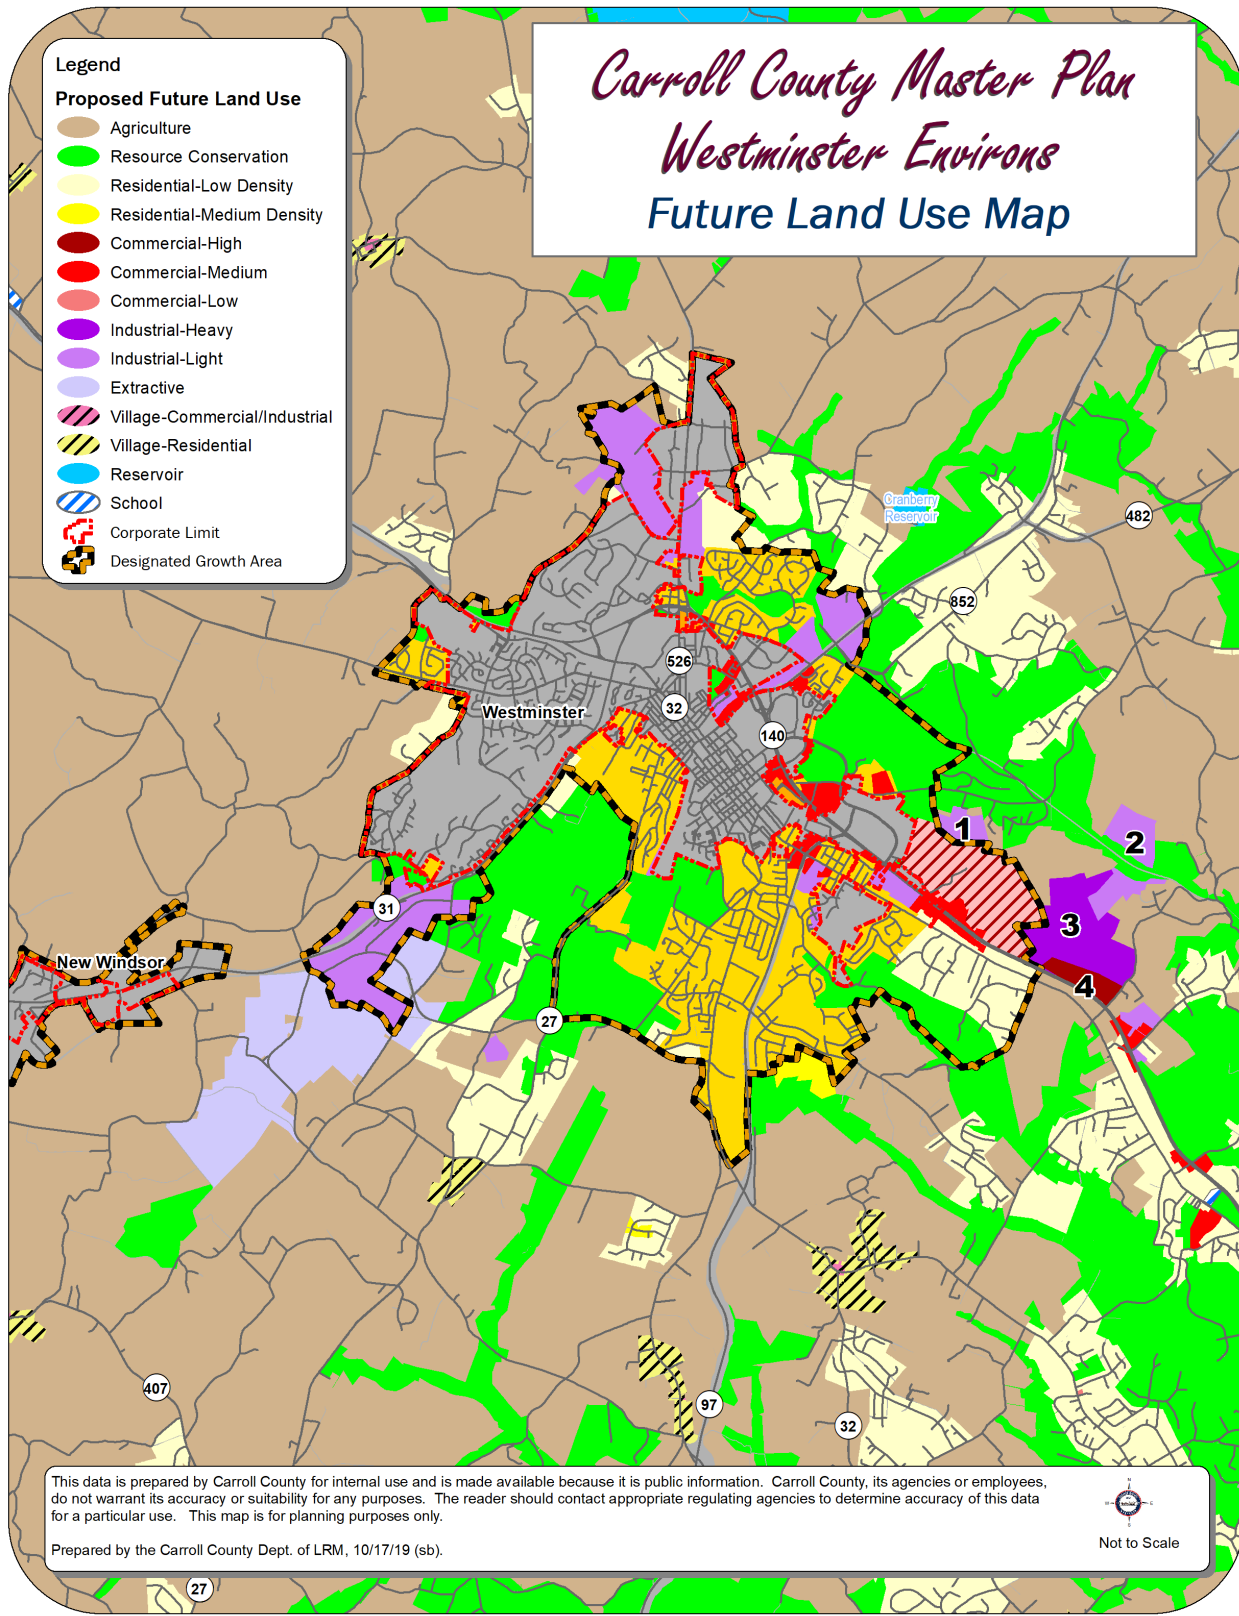 Carroll County Master Plan
Westminster Environs
Future Land Use Map
Legend
Proposed Future Land Use
Agriculture
Resource Conservation
Residential-Low Density
Residential-Medium Density
Commercial-High
Commercial-Medium
Commercial-Low
Industrial-Heavy
Industrial-Light
Extractive
Village-Commercial/Industrial
Village-Residential
Reservoir
School
Corporate Limit
Designated Growth Area
Cranberry
Reservoir
482
852
526
32
Westminster
140
1
2
3
4
31
New Windsor
27
407
97
32
This data is prepared by Carroll County for internal use and is made available because it is public information. Carroll County, its agencies or employees,
do not warrant its accuracy or suitability for any purposes. The reader should contact appropriate regulating agencies to determine accuracy of this data
for a particular use. This map is for planning purposes only.
Prepared by the Carroll County Dept. of LRM, 10/17/19 (sb).
Not to Scale
27